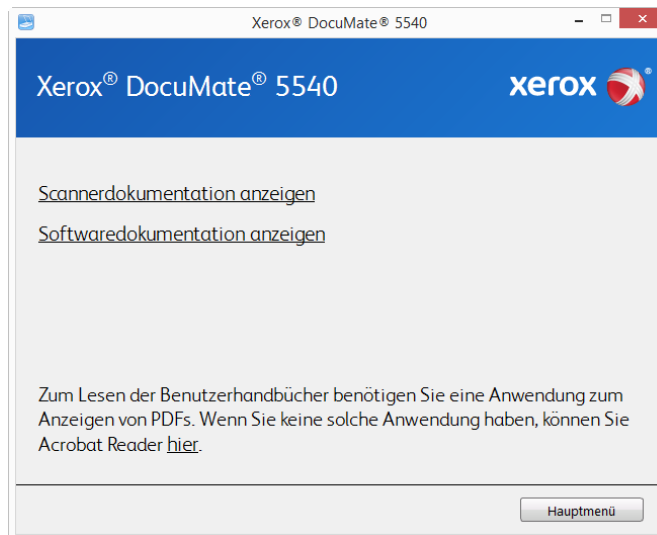 Xerox® DocuMate® 5540
Xerox® DocuMate® 5540
xerox®
Scannerdokumentation anzeigen
Softwaredokumentation anzeigen
Zum Lesen der Benutzerhandbücher benötigen Sie eine Anwendung zum
Anzeigen von PDFs. Wenn Sie keine solche Anwendung haben, können Sie
Acrobat Reader hier.
Hauptmenü